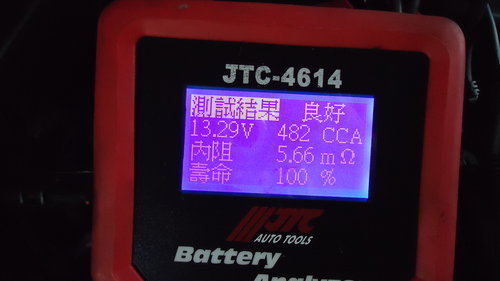 JTC-4614
測試結果 良好
13.29V 482 CCA
內阻 5.66 mΩ
壽命 100 %
JTC
AUTO TOOLS
Battery
Analyzer